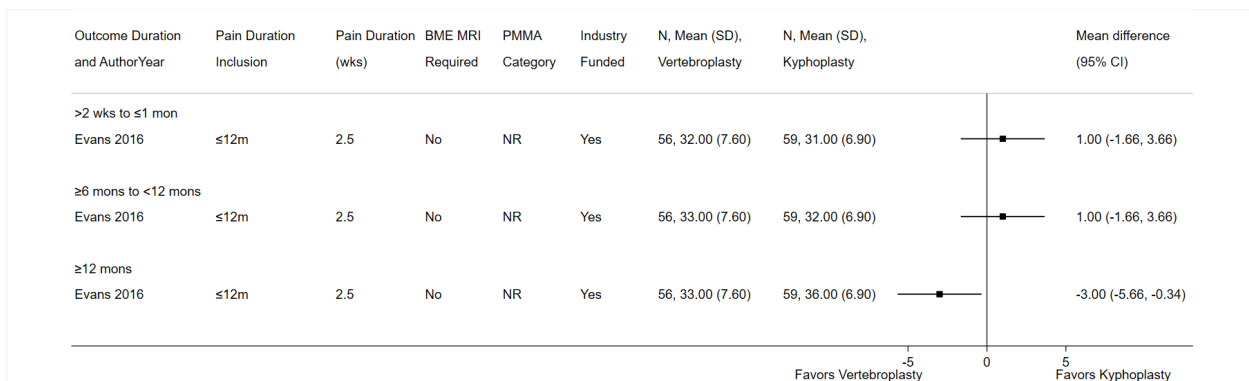 Outcome Duration Pain Duration Pain Duration BME MRI PMMA Industry N, Mean (SD), N, Mean (SD), Mean difference
and AuthorYear Inclusion (wks) Required Category Funded Vertebroplasty Kyphoplasty (95% CI)
>2 wks to ≤1 mon
Evans 2016 ≤12m 2.5 No NR Yes 56, 32.00 (7.60) 59, 31.00 (6.90) 1.00 (-1.66, 3.66)
≥6 mons to <12 mons
Evans 2016 ≤12m 2.5 No NR Yes 56, 33.00 (7.60) 59, 32.00 (6.90) 1.00 (-1.66, 3.66)
≥12 mons
Evans 2016 ≤12m 2.5 No NR Yes 56, 33.00 (7.60) 59, 36.00 (6.90) -3.00 (-5.66, -0.34)
-5 0 5
Favors Vertebroplasty Favors Kyphoplasty